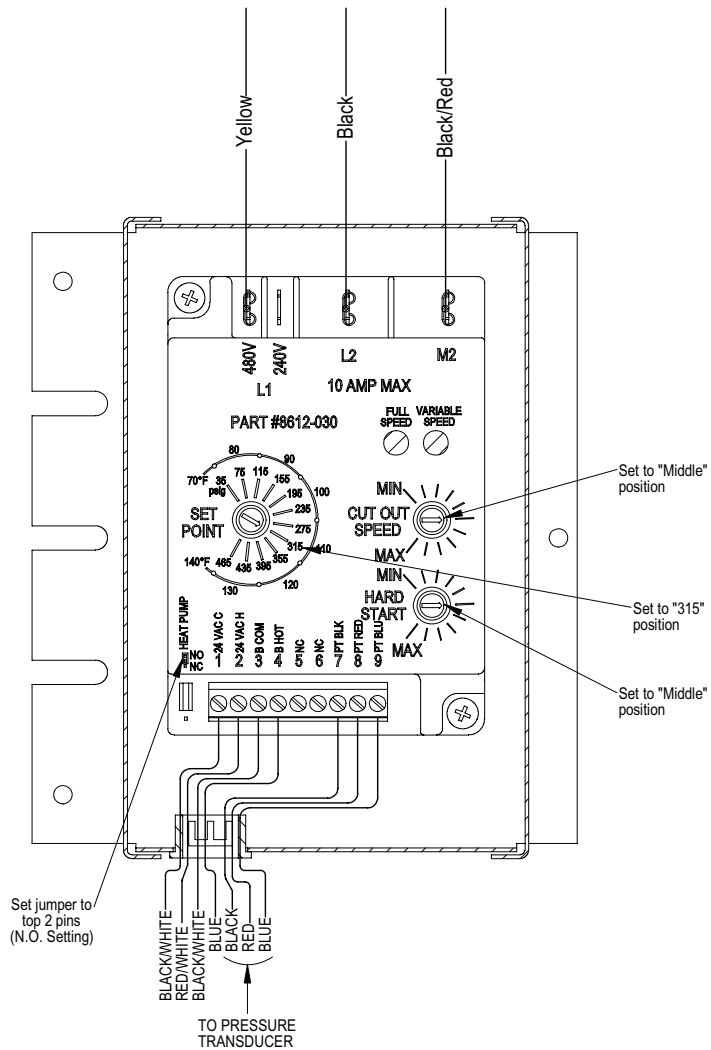 Yellow
Black
Black/Red
480V
240V
L1
L2
M2
10 AMP MAX
PART #8612-030
FULL
SPEED
VARIABLE
SPEED
70°F
80
90
100
110
120
130
140°F
35
psig
75
115
155
195
235
275
315
355
395
435
465
SET
POINT
MIN
CUT OUT
SPEED
MAX
MIN
HARD
START
MAX
Set to "Middle"
position
Set to "315"
position
Set to "Middle"
position
HEAT PUMP
NO
NC
1 24 VAC C
2 24 VAC H
3 B COM
4 B HOT
5 NC
6 NC
7 PT BLK
8 PT RED
9 PT BLU
Set jumper to
top 2 pins
(N.O. Setting)
BLACK/WHITE
RED/WHITE
BLACK/WHITE
BLUE
BLACK
RED
BLUE
TO PRESSURE
TRANSDUCER